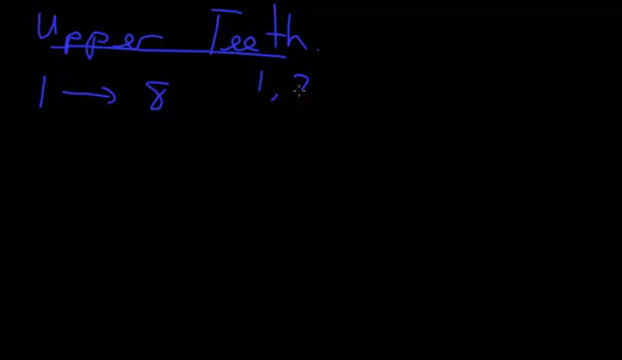 Upper Teeth.
1 → 8 1,